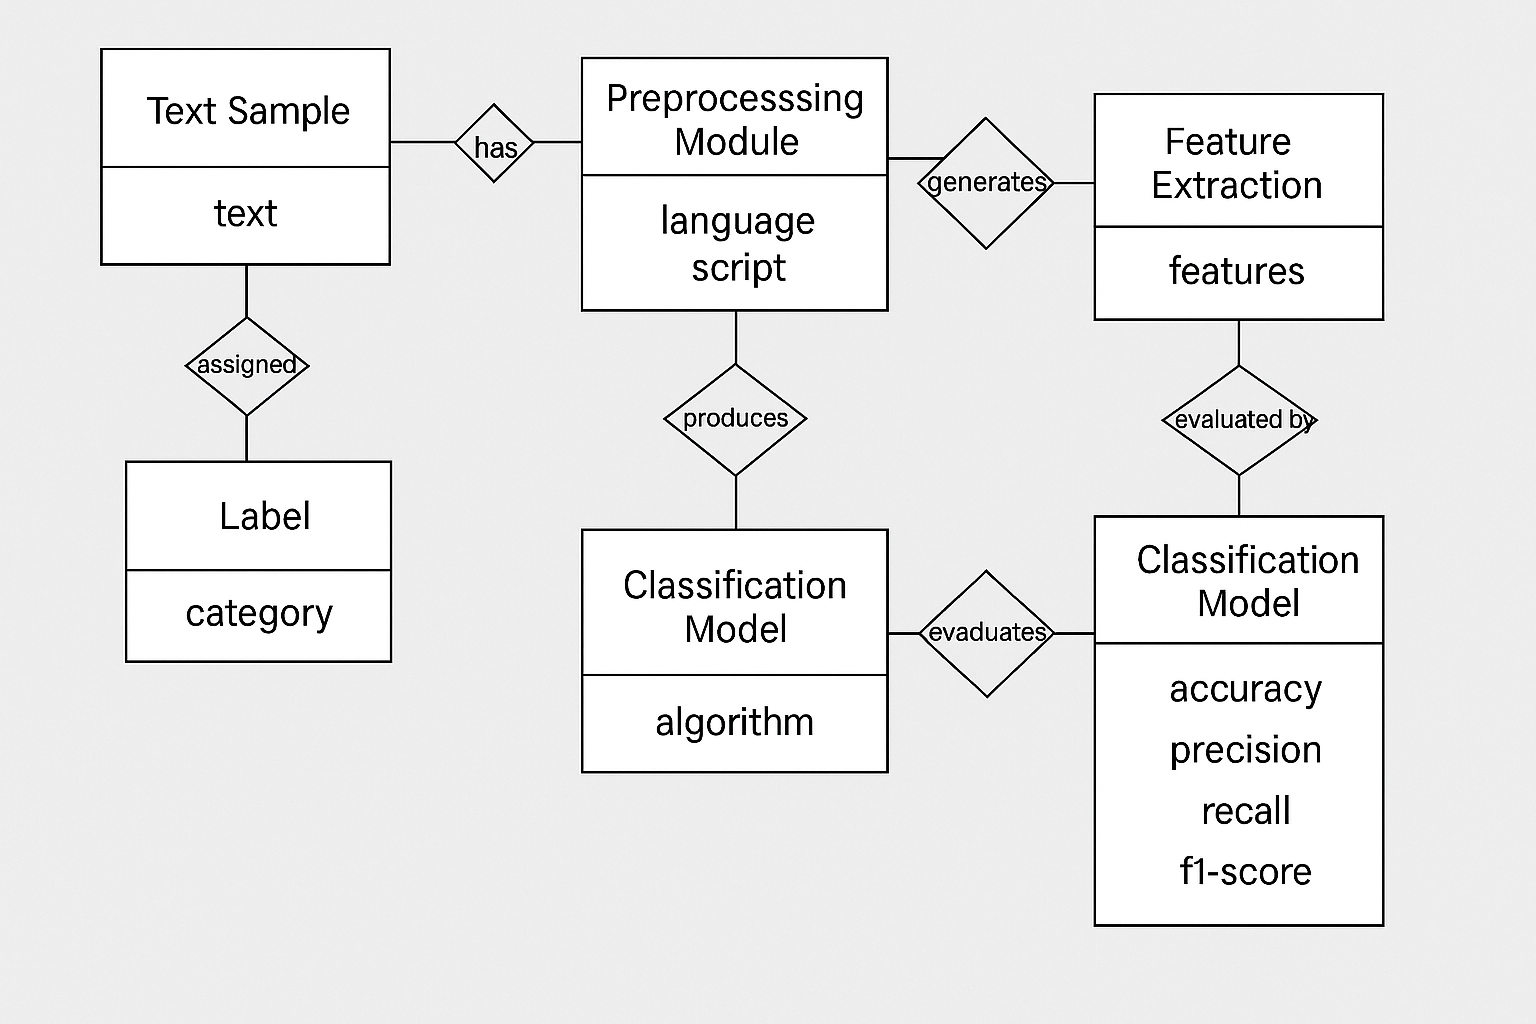 Text Sample
text
has
Preprocesssing
Module
language
script
generates
Feature
Extraction
features
assigned
produces
evaluated by
Label
category
Classification
Model
algorithm
evaduates
Classification
Model
accuracy
precision
recall
f1-score